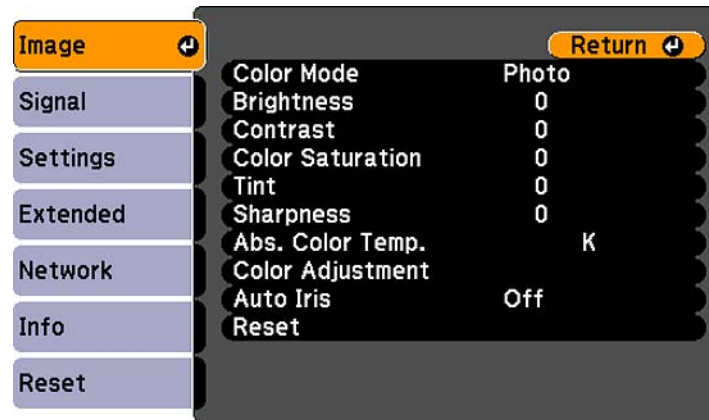 Image
Signal
Settings
Extended
Network
Info
Reset
Return
Color Mode Photo
Brightness 0
Contrast 0
Color Saturation 0
Tint 0
Sharpness 0
Abs. Color Temp. K
Color Adjustment
Auto Iris Off
Reset